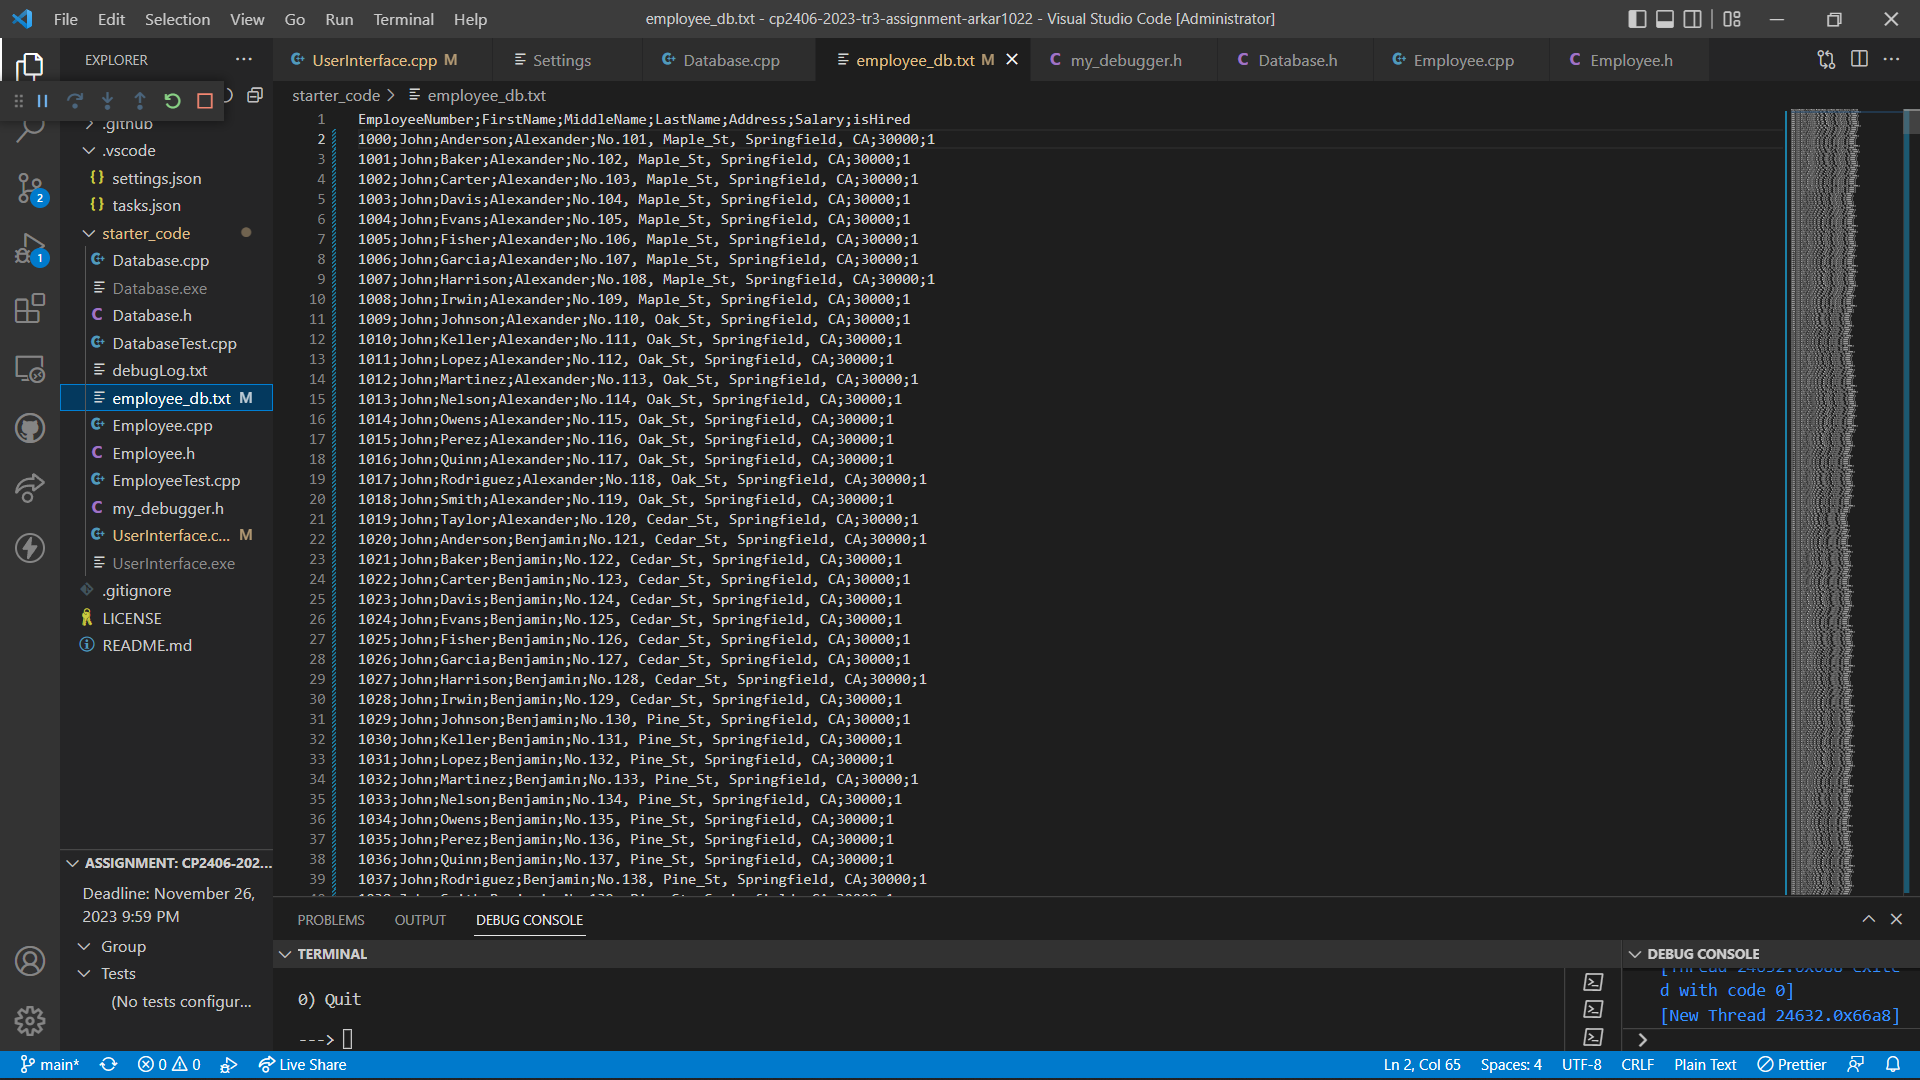 File Edit Selection View Go Run Terminal Help
employee_db.txt - cp2406-2023-tr3-assignment-arkar1022 - Visual Studio Code [Administrator]
EXPLORER
UserInterface.cpp M
Settings
Database.cpp
employee_db.txt M
my_debugger.h
Database.h
Employee.cpp
Employee.h
starter_code > employee_db.txt
.github
.vscode
settings.json
tasks.json
starter_code
Database.cpp
Database.exe
Database.h
DatabaseTest.cpp
debugLog.txt
employee_db.txt M
Employee.cpp
Employee.h
EmployeeTest.cpp
my_debugger.h
UserInterface.c... M
UserInterface.exe
.gitignore
LICENSE
README.md
2
1
ASSIGNMENT: CP2406-202...
Deadline: November 26,
2023 9:59 PM
Group
Tests
(No tests configur...
1 EmployeeNumber;FirstName;MiddleName;LastName;Address;Salary;isHired
2 1000;John;Anderson;Alexander;No.101, Maple_St, Springfield, CA;30000;1
3 1001;John;Baker;Alexander;No.102, Maple_St, Springfield, CA;30000;1
4 1002;John;Carter;Alexander;No.103, Maple_St, Springfield, CA;30000;1
5 1003;John;Davis;Alexander;No.104, Maple_St, Springfield, CA;30000;1
6 1004;John;Evans;Alexander;No.105, Maple_St, Springfield, CA;30000;1
7 1005;John;Fisher;Alexander;No.106, Maple_St, Springfield, CA;30000;1
8 1006;John;Garcia;Alexander;No.107, Maple_St, Springfield, CA;30000;1
9 1007;John;Harrison;Alexander;No.108, Maple_St, Springfield, CA;30000;1
10 1008;John;Irwin;Alexander;No.109, Maple_St, Springfield, CA;30000;1
11 1009;John;Johnson;Alexander;No.110, Oak_St, Springfield, CA;30000;1
12 1010;John;Keller;Alexander;No.111, Oak_St, Springfield, CA;30000;1
13 1011;John;Lopez;Alexander;No.112, Oak_St, Springfield, CA;30000;1
14 1012;John;Martinez;Alexander;No.113, Oak_St, Springfield, CA;30000;1
15 1013;John;Nelson;Alexander;No.114, Oak_St, Springfield, CA;30000;1
16 1014;John;Owens;Alexander;No.115, Oak_St, Springfield, CA;30000;1
17 1015;John;Perez;Alexander;No.116, Oak_St, Springfield, CA;30000;1
18 1016;John;Quinn;Alexander;No.117, Oak_St, Springfield, CA;30000;1
19 1017;John;Rodriguez;Alexander;No.118, Oak_St, Springfield, CA;30000;1
20 1018;John;Smith;Alexander;No.119, Oak_St, Springfield, CA;30000;1
21 1019;John;Taylor;Alexander;No.120, Cedar_St, Springfield, CA;30000;1
22 1020;John;Anderson;Benjamin;No.121, Cedar_St, Springfield, CA;30000;1
23 1021;John;Baker;Benjamin;No.122, Cedar_St, Springfield, CA;30000;1
24 1022;John;Carter;Benjamin;No.123, Cedar_St, Springfield, CA;30000;1
25 1023;John;Davis;Benjamin;No.124, Cedar_St, Springfield, CA;30000;1
26 1024;John;Evans;Benjamin;No.125, Cedar_St, Springfield, CA;30000;1
27 1025;John;Fisher;Benjamin;No.126, Cedar_St, Springfield, CA;30000;1
28 1026;John;Garcia;Benjamin;No.127, Cedar_St, Springfield, CA;30000;1
29 1027;John;Harrison;Benjamin;No.128, Cedar_St, Springfield, CA;30000;1
30 1028;John;Irwin;Benjamin;No.129, Cedar_St, Springfield, CA;30000;1
31 1029;John;Johnson;Benjamin;No.130, Pine_St, Springfield, CA;30000;1
32 1030;John;Keller;Benjamin;No.131, Pine_St, Springfield, CA;30000;1
33 1031;John;Lopez;Benjamin;No.132, Pine_St, Springfield, CA;30000;1
34 1032;John;Martinez;Benjamin;No.133, Pine_St, Springfield, CA;30000;1
35 1033;John;Nelson;Benjamin;No.134, Pine_St, Springfield, CA;30000;1
36 1034;John;Owens;Benjamin;No.135, Pine_St, Springfield, CA;30000;1
37 1035;John;Perez;Benjamin;No.136, Pine_St, Springfield, CA;30000;1
38 1036;John;Quinn;Benjamin;No.137, Pine_St, Springfield, CA;30000;1
39 1037;John;Rodriguez;Benjamin;No.138, Pine_St, Springfield, CA;30000;1
PROBLEMS OUTPUT DEBUG CONSOLE
TERMINAL
0) Quit
--->
DEBUG CONSOLE
d with code 0]
[New Thread 24632.0x66a8]
main* 0 0 Live Share
Ln 2, Col 65 Spaces: 4 UTF-8 CRLF Plain Text Prettier